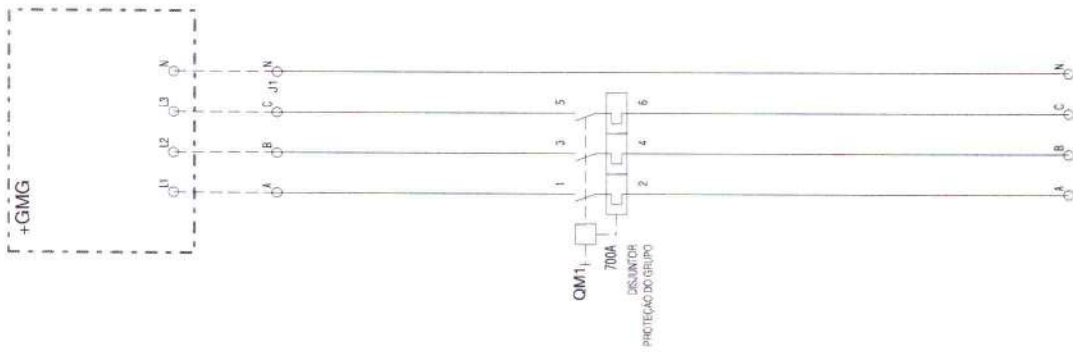 +GMG
L1
L2
L3
N
A
B
C
N
J1
1
3
5
QM1
700A
DISJUNTOR
PROTEÇÃO DO GRUPO
2
4
6
A
B
C
N